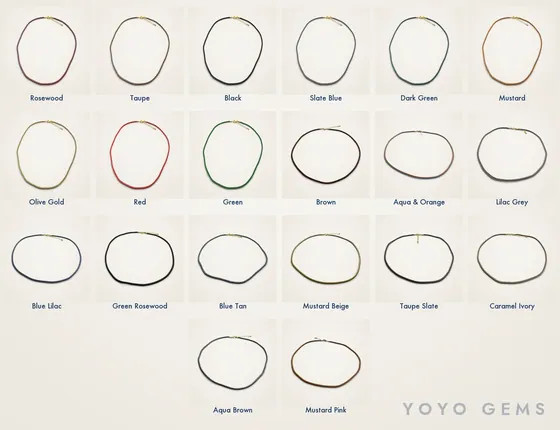 Rosewood
Taupe
Black
Slate Blue
Dark Green
Mustard
Olive Gold
Red
Green
Brown
Aqua & Orange
Lilac Grey
Blue Lilac
Green Rosewood
Blue Tan
Mustard Beige
Taupe Slate
Caramel Ivory
Aqua Brown
Mustard Pink
YOYO GEMS